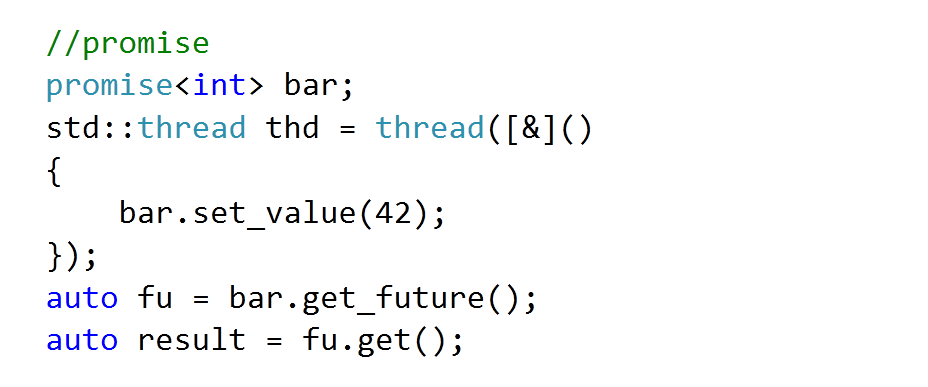 //promise
promise<int> bar;
std::thread thd = thread([&]()
{
    bar.set_value(42);
});
auto fu = bar.get_future();
auto result = fu.get();